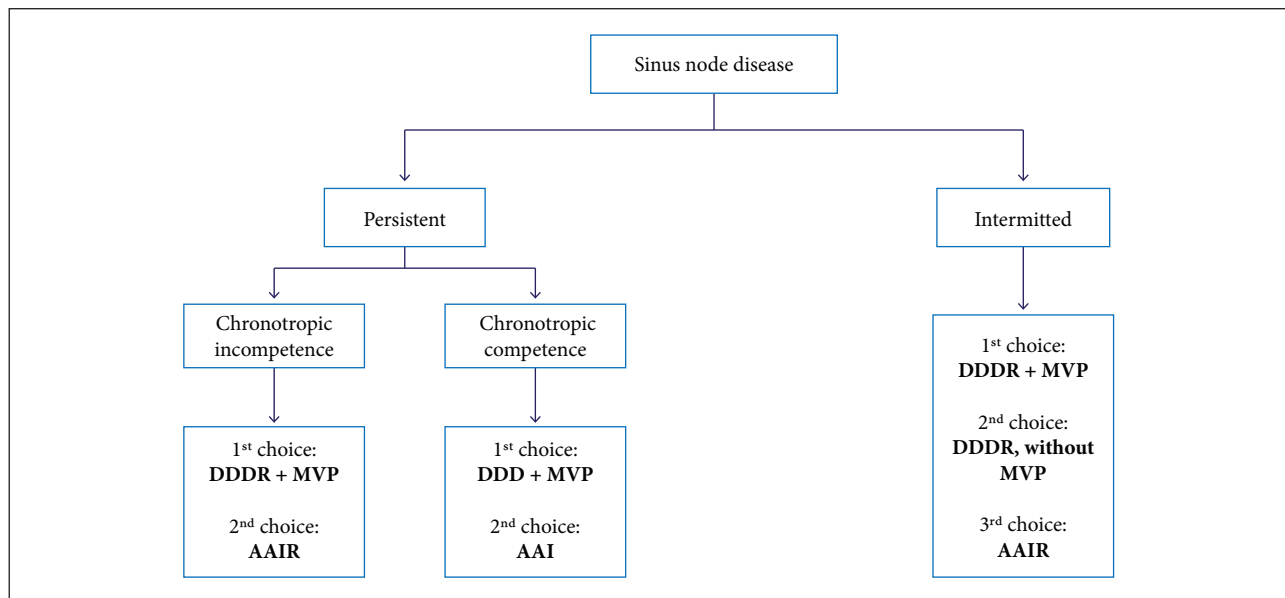 Sinus node disease
Persistent
Intermitted
Chronotropic
incompetence
Chronotropic
competence
1st choice:
DDDR + MVP
2nd choice:
AAIR
1st choice:
DDD + MVP
2nd choice:
AAI
1st choice:
DDDR + MVP
2nd choice:
DDDR, without
MVP
3rd choice:
AAIR